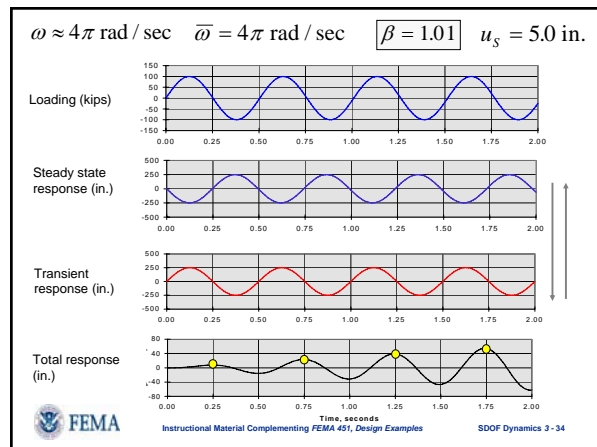 ω ≈ 4π rad / sec   ω̄ = 4π rad / sec   β = 1.01   u_S = 5.0 in.
Loading (kips)
150
100
50
0
-50
-100
-150
0.00 0.25 0.50 0.75 1.00 1.25 1.50 1.75 2.00
Steady state response (in.)
500
250
0
-250
-500
0.00 0.25 0.50 0.75 1.00 1.25 1.50 1.75 2.00
Transient response (in.)
500
250
0
-250
-500
0.00 0.25 0.50 0.75 1.00 1.25 1.50 1.75 2.00
Total response (in.)
80
40
0
-40
-80
0.00 0.25 0.50 0.75 1.00 1.25 1.50 1.75 2.00
Time, seconds
FEMA
Instructional Material Complementing FEMA 451, Design Examples
SDOF Dynamics 3 - 34